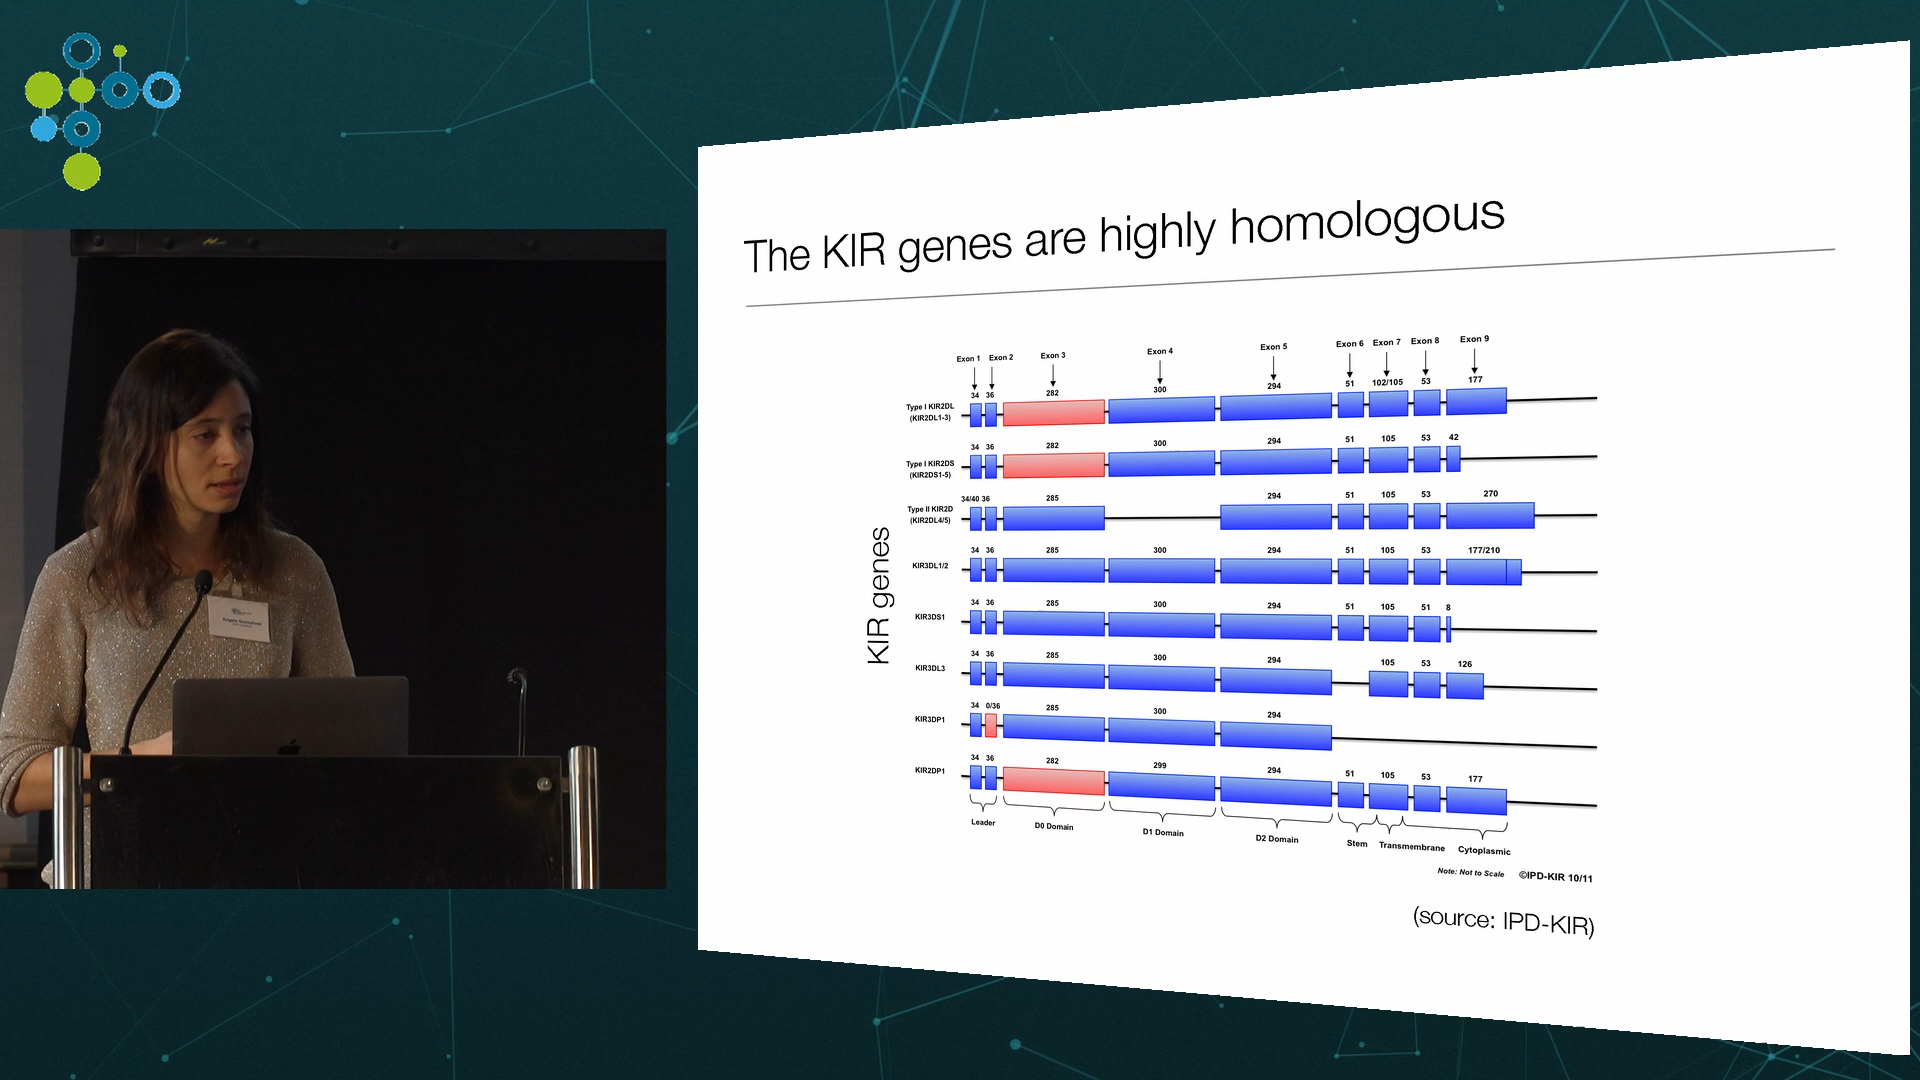 The KIR genes are highly homologous
Exon 1 Exon 2 Exon 3 Exon 4 Exon 5 Exon 6 Exon 7 Exon 8 Exon 9
34 36 282 300 294 51 102/105 53 177
Type I KIR2DL
(KIR2DL1-3)
34 36 282 300 294 51 105 53 42
Type I KIR2DS
(KIR2DS1-5)
34/40 36 285 294 51 105 53 270
Type II KIR2D
(KIR2DL4/5)
34 36 285 300 294 51 105 53 177/210
KIR3DL1/2
34 36 285 300 294 51 105 51 8
KIR3DS1
34 36 285 300 294 105 53 126
KIR3DL3
34 0/36 285 300 294
KIR3DP1
34 36 282 299 294 51 105 53 177
KIR2DP1
Leader D0 Domain D1 Domain D2 Domain Stem Transmembrane Cytoplasmic
KIR genes
Note: Not to Scale ©IPD-KIR 10/11
(source: IPD-KIR)